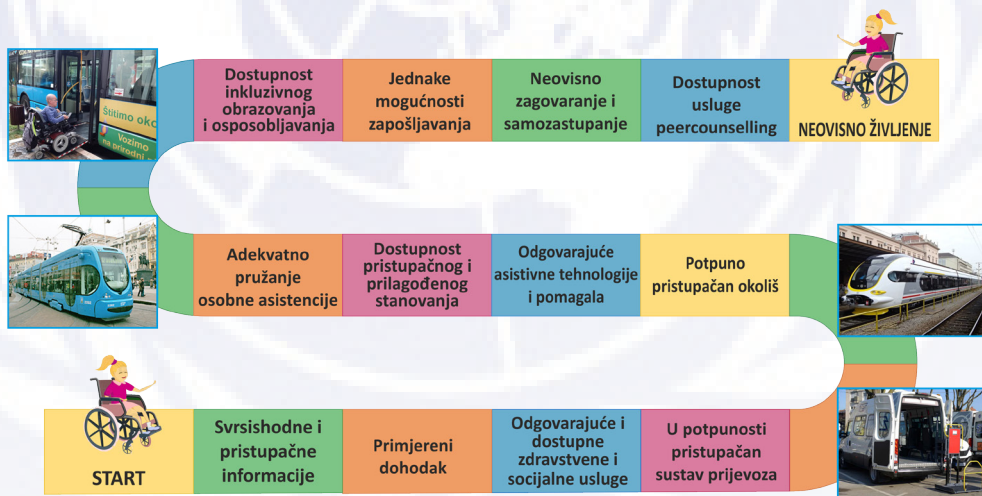 Dostupnost
inkluzivnog
obrazovanja
i osposobljavanja
Jednake
mogućnosti
zapošljavanja
Neovisno
zagovaranje i
samozastupanje
Dostupnost
usluge
peercounselling
NEOVISNO ŽIVLJENJE
Štitimo oko
Vozimo
na prirodni
Adekvatno
pružanje
osobne asistencije
Dostupnost
pristupačnog i
prilagođenog
stanovanja
Odgovarajuće
asistivne tehnologije
i pomagala
Potpuno
pristupačan okoliš
START
Svrsishodne i
pristupačne
informacije
Primjereni
dohodak
Odgovarajuće i
dostupne
zdravstvene i
socijalne usluge
U potpunosti
pristupačan
sustav prijevoza